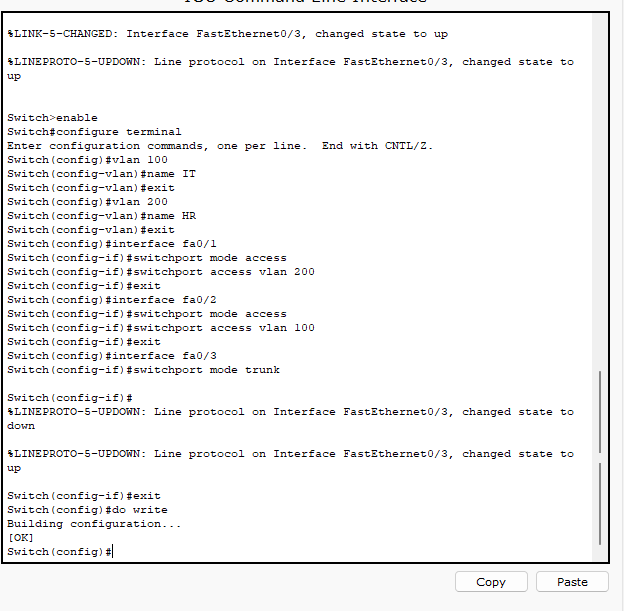 IOS Command Line Interface
%LINK-5-CHANGED: Interface FastEthernet0/3, changed state to up
%LINEPROTO-5-UPDOWN: Line protocol on Interface FastEthernet0/3, changed state to
up
Switch>enable
Switch#configure terminal
Enter configuration commands, one per line.  End with CNTL/Z.
Switch(config)#vlan 100
Switch(config-vlan)#name IT
Switch(config-vlan)#exit
Switch(config)#vlan 200
Switch(config-vlan)#name HR
Switch(config-vlan)#exit
Switch(config)#interface fa0/1
Switch(config-if)#switchport mode access
Switch(config-if)#switchport access vlan 200
Switch(config-if)#exit
Switch(config)#interface fa0/2
Switch(config-if)#switchport mode access
Switch(config-if)#switchport access vlan 100
Switch(config-if)#exit
Switch(config)#interface fa0/3
Switch(config-if)#switchport mode trunk
Switch(config-if)#
%LINEPROTO-5-UPDOWN: Line protocol on Interface FastEthernet0/3, changed state to
down
%LINEPROTO-5-UPDOWN: Line protocol on Interface FastEthernet0/3, changed state to
up
Switch(config-if)#exit
Switch(config)#do write
Building configuration...
[OK]
Switch(config)#
Copy
Paste